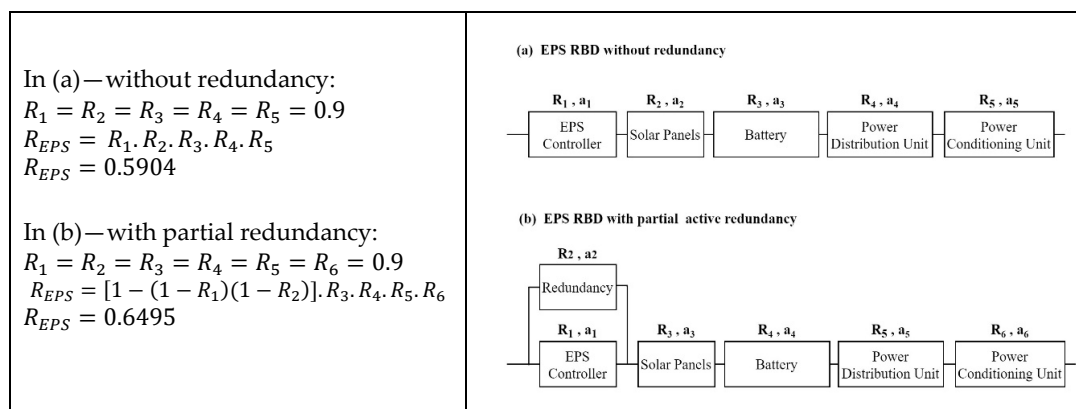 In (a)—without redundancy:
R₁ = R₂ = R₃ = R₄ = R₅ = 0.9
R_EPS = R₁. R₂. R₃. R₄. R₅
R_EPS = 0.5904
In (b)—with partial redundancy:
R₁ = R₂ = R₃ = R₄ = R₅ = R₆ = 0.9
R_EPS = [1 − (1 − R₁)(1 − R₂)]. R₃. R₄. R₅. R₆
R_EPS = 0.6495
(a) EPS RBD without redundancy
R₁ , a₁
R₂ , a₂
R₃ , a₃
R₄ , a₄
R₅ , a₅
EPS
Controller
Solar Panels
Battery
Power
Distribution Unit
Power
Conditioning Unit
(b) EPS RBD with partial active redundancy
R2 , a2
Redundancy
R₁ , a₁
R₃ , a₃
R₄ , a₄
R₅ , a₅
R₆ , a₆
EPS
Controller
Solar Panels
Battery
Power
Distribution Unit
Power
Conditioning Unit